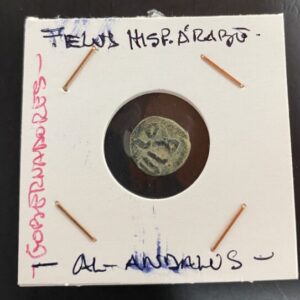 FELUS HISP. ÁRABE-
-GOBERNADORES-
- AL-ANDALUS -